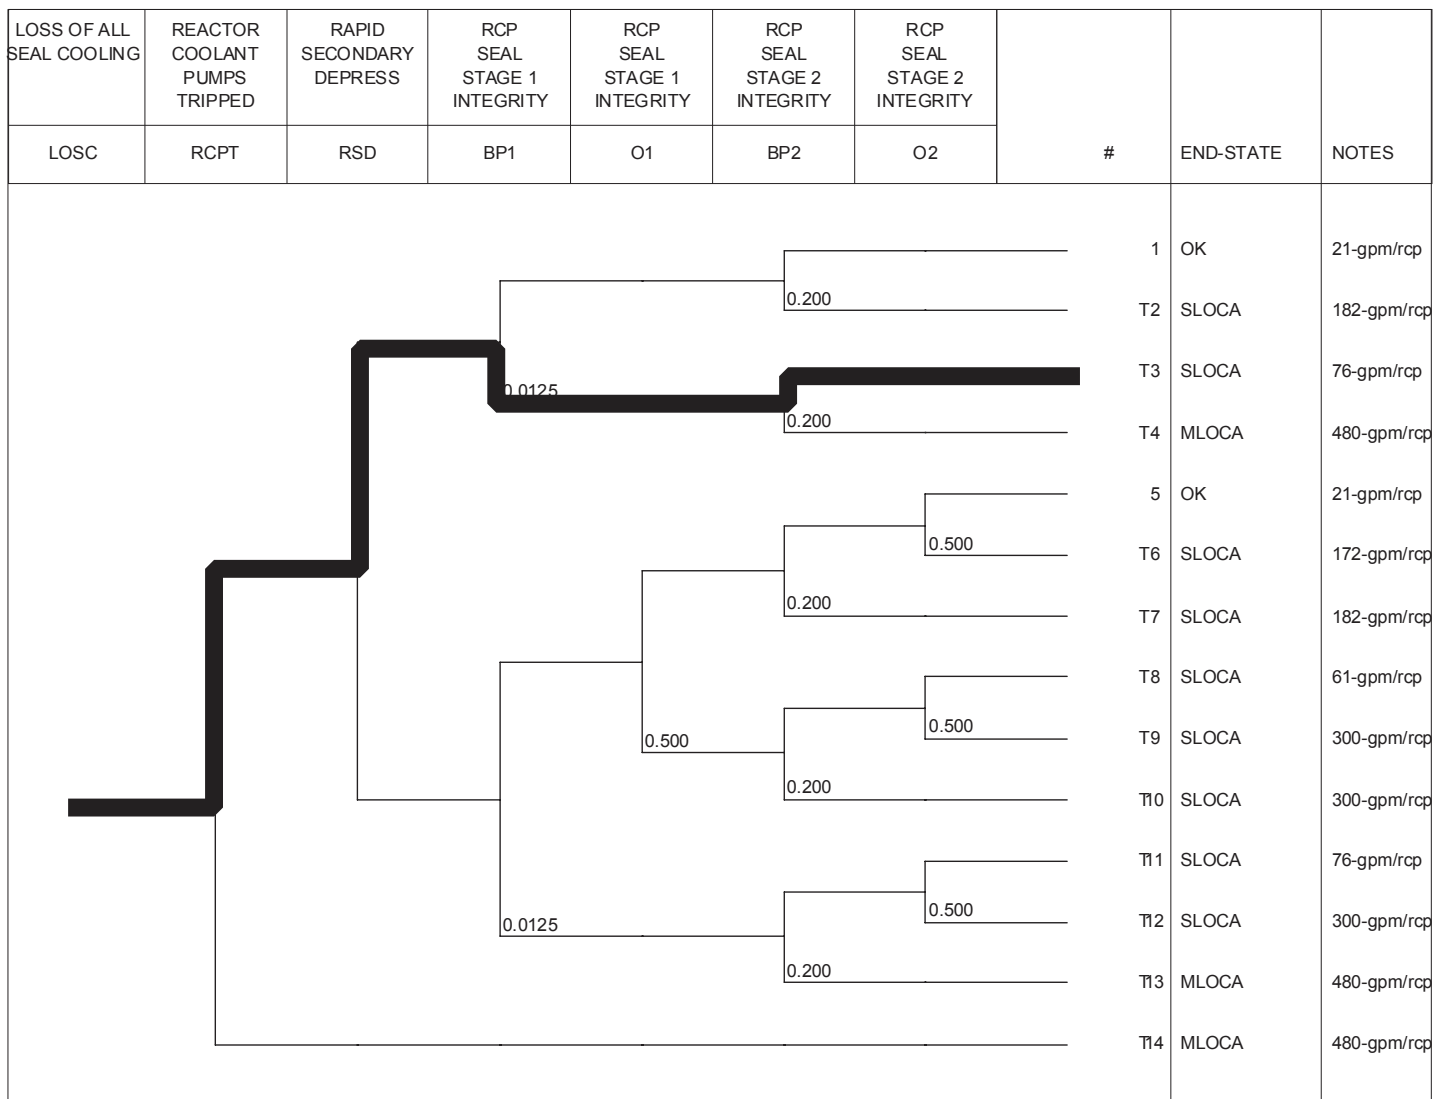 LOSS OF ALL
SEAL COOLING
REACTOR
COOLANT
PUMPS
TRIPPED
RAPID
SECONDARY
DEPRESS
RCP
SEAL
STAGE 1
INTEGRITY
RCP
SEAL
STAGE 1
INTEGRITY
RCP
SEAL
STAGE 2
INTEGRITY
RCP
SEAL
STAGE 2
INTEGRITY
LOSC RCPT RSD BP1 O1 BP2 O2 # END-STATE NOTES
1 OK 21-gpm/rcp
0.200
T2 SLOCA 182-gpm/rcp
T3 SLOCA 76-gpm/rcp
0.0125
0.200
T4 MLOCA 480-gpm/rcp
5 OK 21-gpm/rcp
0.500
T6 SLOCA 172-gpm/rcp
0.200
T7 SLOCA 182-gpm/rcp
T8 SLOCA 61-gpm/rcp
0.500
0.500
T9 SLOCA 300-gpm/rcp
0.200
T10 SLOCA 300-gpm/rcp
T11 SLOCA 76-gpm/rcp
0.500
0.0125
T12 SLOCA 300-gpm/rcp
0.200
T13 MLOCA 480-gpm/rcp
T14 MLOCA 480-gpm/rcp